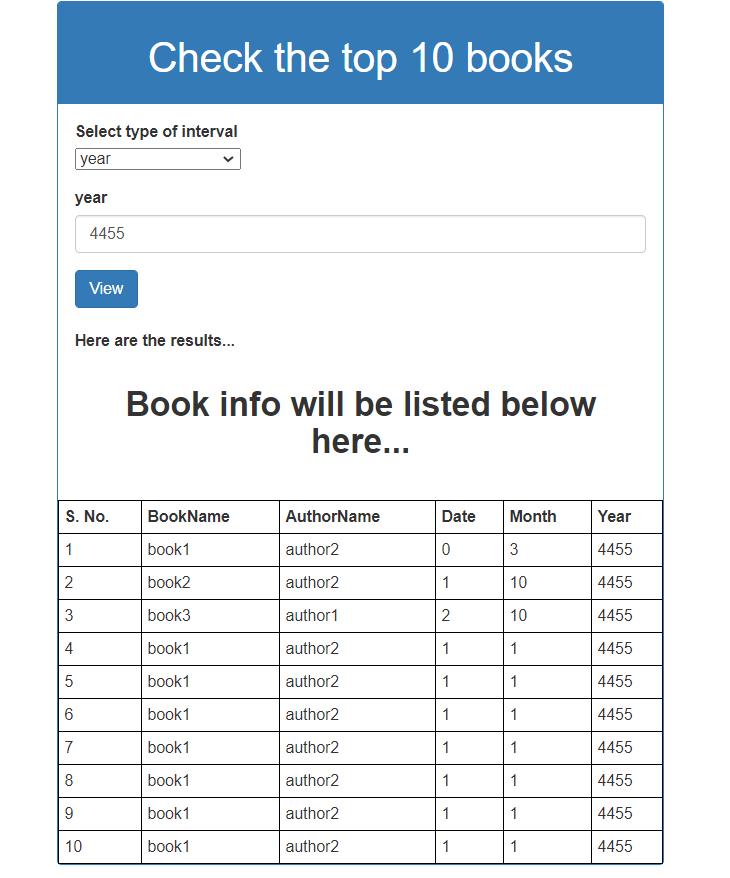 Check the top 10 books
Select type of interval
year
year
4455
View
Here are the results...
Book info will be listed below
here...
S. No. BookName AuthorName Date Month Year
1 book1 author2 0 3 4455
2 book2 author2 1 10 4455
3 book3 author1 2 10 4455
4 book1 author2 1 1 4455
5 book1 author2 1 1 4455
6 book1 author2 1 1 4455
7 book1 author2 1 1 4455
8 book1 author2 1 1 4455
9 book1 author2 1 1 4455
10 book1 author2 1 1 4455